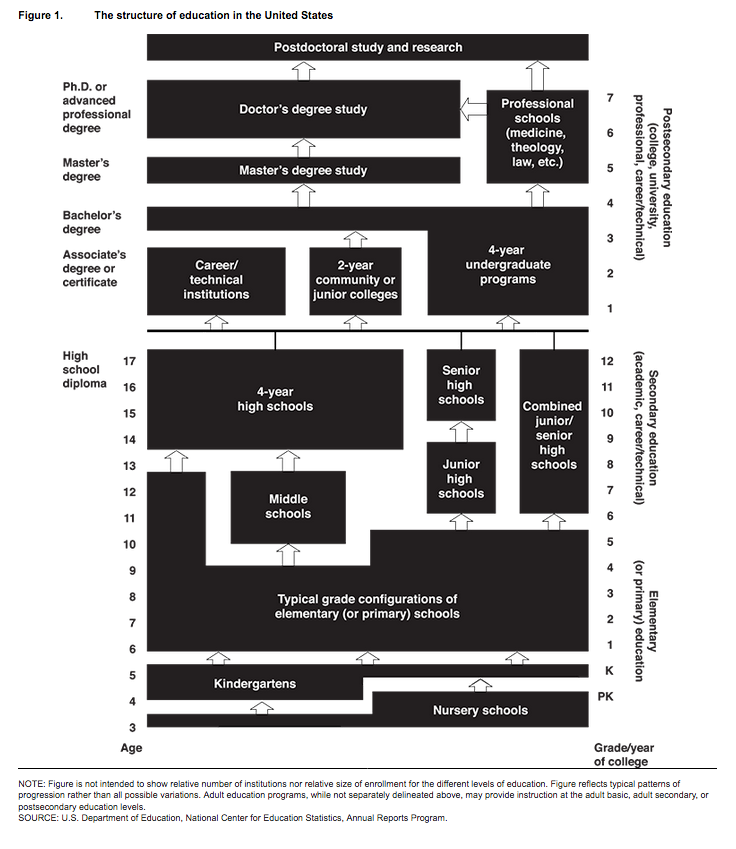 Figure 1. The structure of education in the United States
Postdoctoral study and research
Ph.D. or
advanced
professional
degree
Doctor's degree study
Professional
schools
(medicine,
theology,
law, etc.)
7
6
5
Master's
degree
Master's degree study
Bachelor's
degree
4
3
2
1
Associate's
degree or
certificate
Career/
technical
institutions
2-year
community or
junior colleges
4-year
undergraduate
programs
Postsecondary education
(college, university,
professional, career/technical)
High
school
diploma
17
16
15
14
13
12
11
10
9
8
7
6
5
4
3
Age
4-year
high schools
Senior
high
schools
Combined
junior/
senior
high
schools
Junior
high
schools
Middle
schools
Typical grade configurations of
elementary (or primary) schools
Kindergartens
Nursery schools
12
11
10
9
8
7
6
5
4
3
2
1
K
PK
Grade/year
of college
Secondary education
(academic, career/technical)
Elementary
(or primary) education
NOTE: Figure is not intended to show relative number of institutions nor relative size of enrollment for the different levels of education. Figure reflects typical patterns of
progression rather than all possible variations. Adult education programs, while not separately delineated above, may provide instruction at the adult basic, adult secondary, or
postsecondary education levels.
SOURCE: U.S. Department of Education, National Center for Education Statistics, Annual Reports Program.